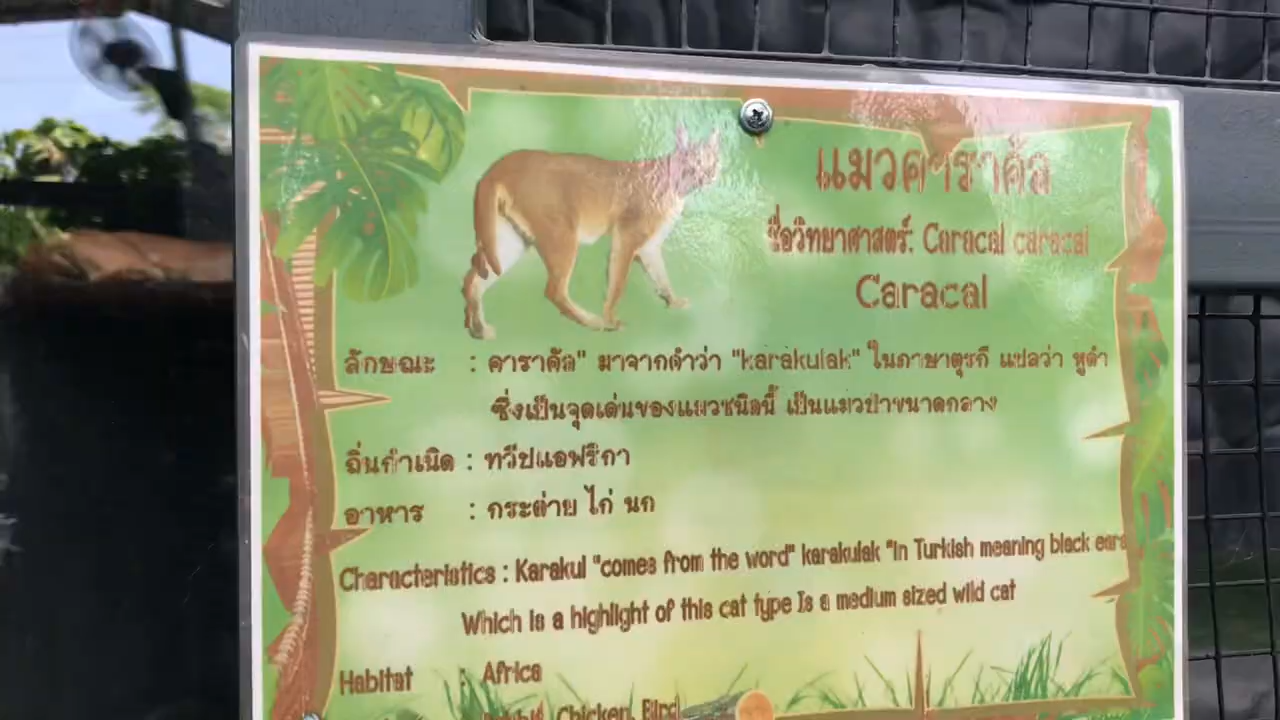 แมวคาราคัล
ชื่อวิทยาศาสตร์: Caracal caracal
Caracal
ลักษณะ : คาราคัล" มาจากคำว่า "karakulak" ในภาษาตุรกี แปลว่า หูดำ
ซึ่งเป็นจุดเด่นของแมวชนิดนี้ เป็นแมวป่าขนาดกลาง
ถิ่นกำเนิด : ทวีปแอฟริกา
อาหาร : กระต่าย ไก่ นก
Characteristics : Karakul "comes from the word" karakulak "in Turkish meaning black ears
Which is a highlight of this cat type Is a medium sized wild cat
Habitat : Africa
Chicken, Bird